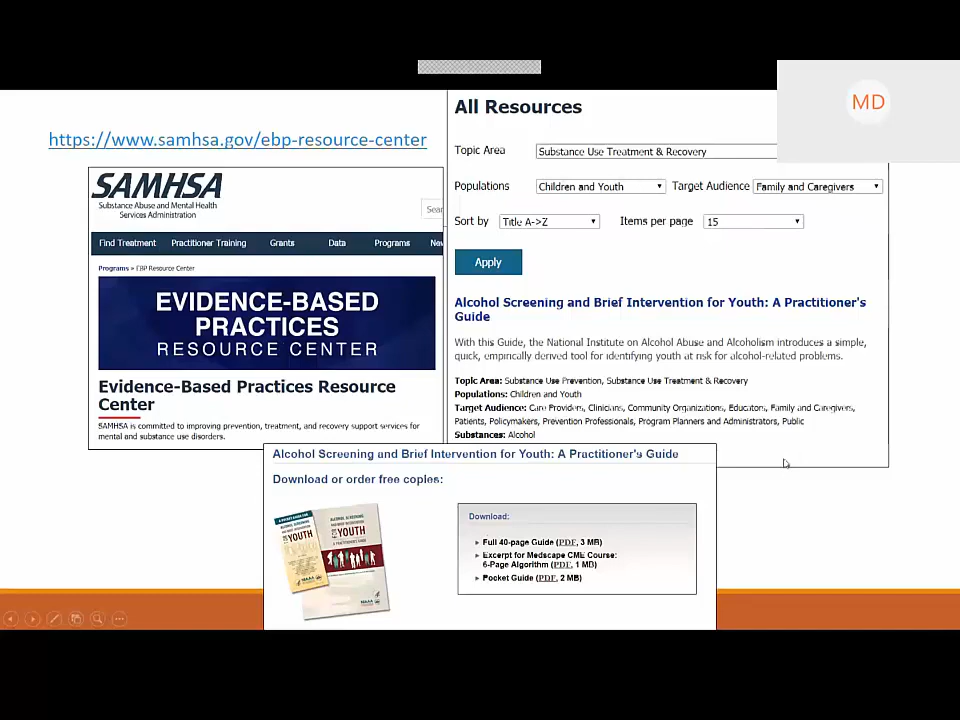 https://www.samhsa.gov/ebp-resource-center
SAMHSA
Substance Abuse and Mental Health
Services Administration
Sear
Find Treatment Practitioner Training Grants Data Programs New
Programs » EBP Resource Center
EVIDENCE-BASED
PRACTICES
RESOURCE CENTER
Evidence-Based Practices Resource
Center
SAMHSA is committed to improving prevention, treatment, and recovery support services for
mental and substance use disorders.
All Resources
MD
Topic Area Substance Use Treatment & Recovery
Populations Children and Youth Target Audience Family and Caregivers
Sort by Title A->Z Items per page 15
Apply
Alcohol Screening and Brief Intervention for Youth: A Practitioner's
Guide
With this Guide, the National Institute on Alcohol Abuse and Alcoholism introduces a simple,
quick, empirically derived tool for identifying youth at risk for alcohol-related problems.
Topic Area: Substance Use Prevention, Substance Use Treatment & Recovery
Populations: Children and Youth
Target Audience: Care Providers, Clinicians, Community Organizations, Educators, Family and Caregivers,
Patients, Policymakers, Prevention Professionals, Program Planners and Administrators, Public
Substances: Alcohol
Alcohol Screening and Brief Intervention for Youth: A Practitioner's Guide
Download or order free copies:
YOUTH
YOUTH
Download:
Full 40-page Guide (PDF, 3 MB)
Excerpt for Medscape CME Course:
6-Page Algorithm (PDF, 1 MB)
Pocket Guide (PDF, 2 MB)